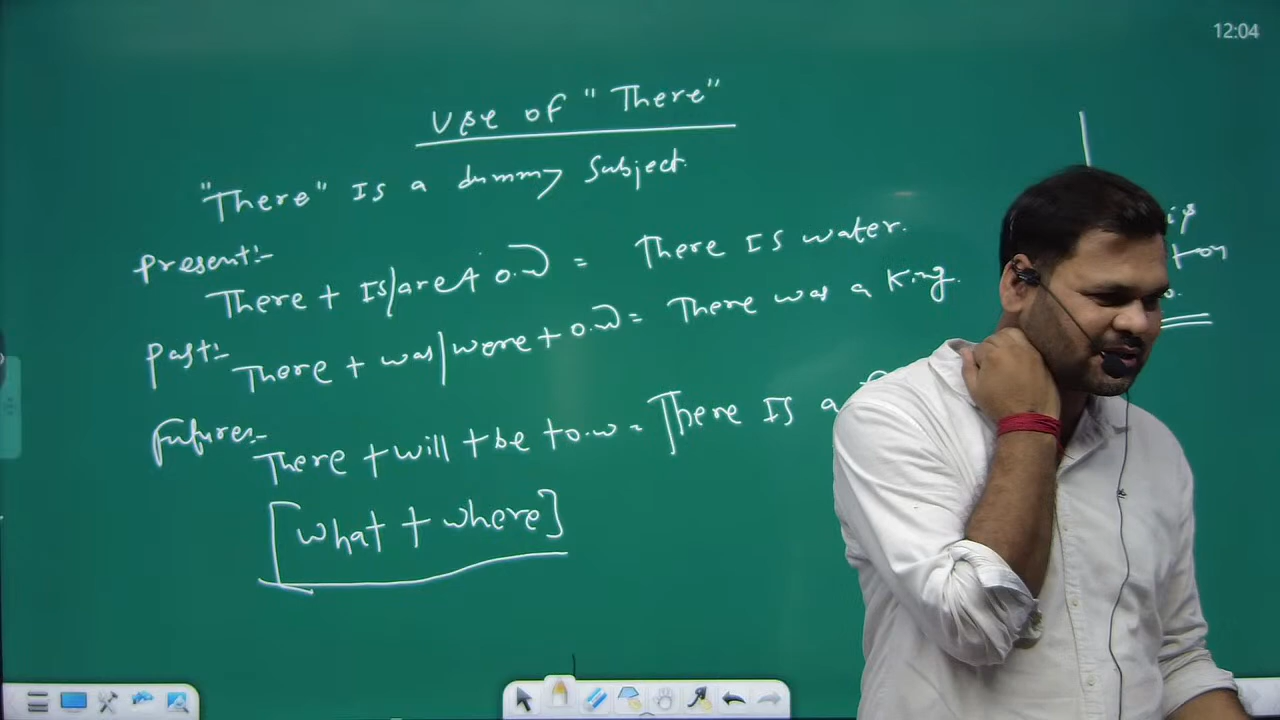 12:04
Use of "There"
"There" Is a dummy Subject.
Present:-
There + Is/are + o.w = There Is water.
Past:-
There + was/were + o.w = There was a King.
Future:-
There + will + be + o.w = There Is a
[what + where]